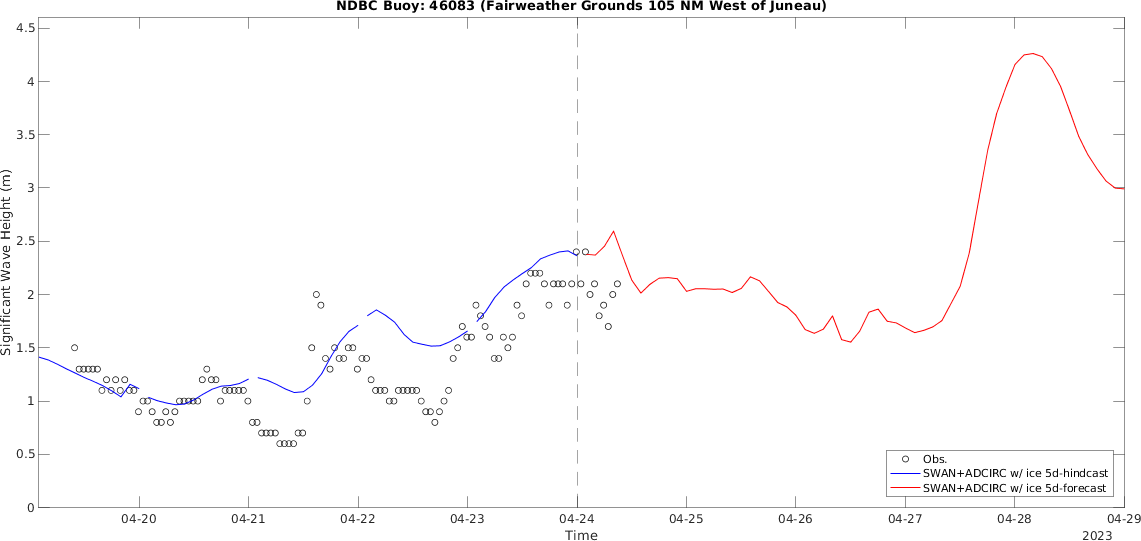 NDBC Buoy: 46083 (Fairweather Grounds 105 NM West of Juneau)
4.5
4
3.5
3
2.5
2
1.5
1
0.5
0
Significant Wave Height (m)
04-20 04-21 04-22 04-23 04-24 04-25 04-26 04-27 04-28 04-29
Time
2023
Obs.
SWAN+ADCIRC w/ ice 5d-hindcast
SWAN+ADCIRC w/ ice 5d-forecast